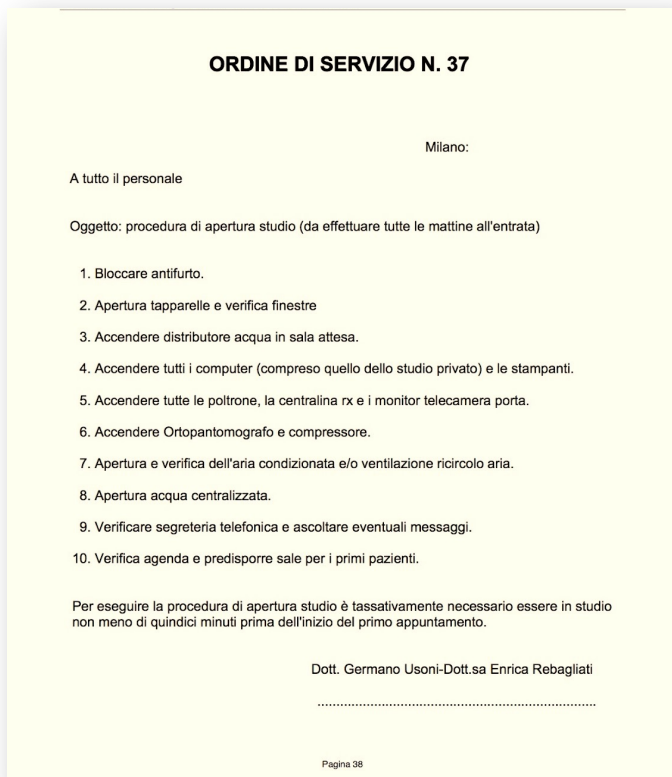 ORDINE DI SERVIZIO N. 37
Milano:
A tutto il personale
Oggetto: procedura di apertura studio (da effettuare tutte le mattine all'entrata)
1. Bloccare antifurto.
2. Apertura tapparelle e verifica finestre
3. Accendere distributore acqua in sala attesa.
4. Accendere tutti i computer (compreso quello dello studio privato) e le stampanti.
5. Accendere tutte le poltrone, la centralina rx e i monitor telecamera porta.
6. Accendere Ortopantomografo e compressore.
7. Apertura e verifica dell'aria condizionata e/o ventilazione ricircolo aria.
8. Apertura acqua centralizzata.
9. Verificare segreteria telefonica e ascoltare eventuali messaggi.
10. Verifica agenda e predisporre sale per i primi pazienti.
Per eseguire la procedura di apertura studio è tassativamente necessario essere in studio
non meno di quindici minuti prima dell'inizio del primo appuntamento.
Dott. Germano Usoni-Dott.sa Enrica Rebagliati
..........................................................................
Pagina 38